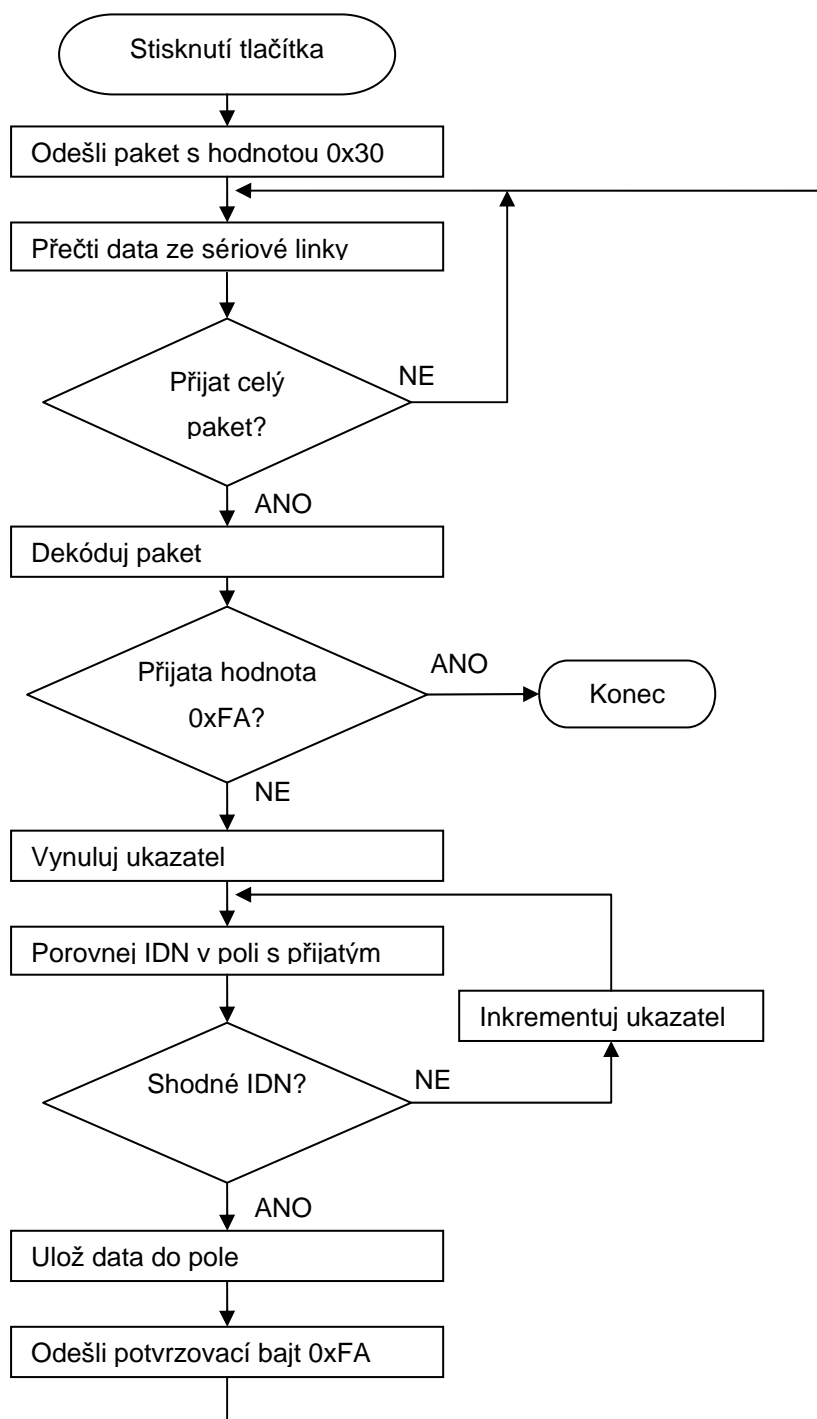 Stisknutí tlačítka
Odešli paket s hodnotou 0x30
Přečti data ze sériové linky
Přijat celý
paket?
NE
ANO
Dekóduj paket
Přijata hodnota
0xFA?
ANO
Konec
NE
Vynuluj ukazatel
Porovnej IDN v poli s přijatým
Inkrementuj ukazatel
Shodné IDN?
NE
ANO
Ulož data do pole
Odešli potvrzovací bajt 0xFA